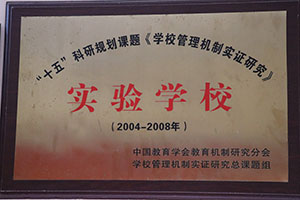 “十五”科研规划课题《学校管理机制实证研究》
实验学校
(2004-2008年)
中国教育学会教育机制研究分会
学校管理机制实证研究总课题组